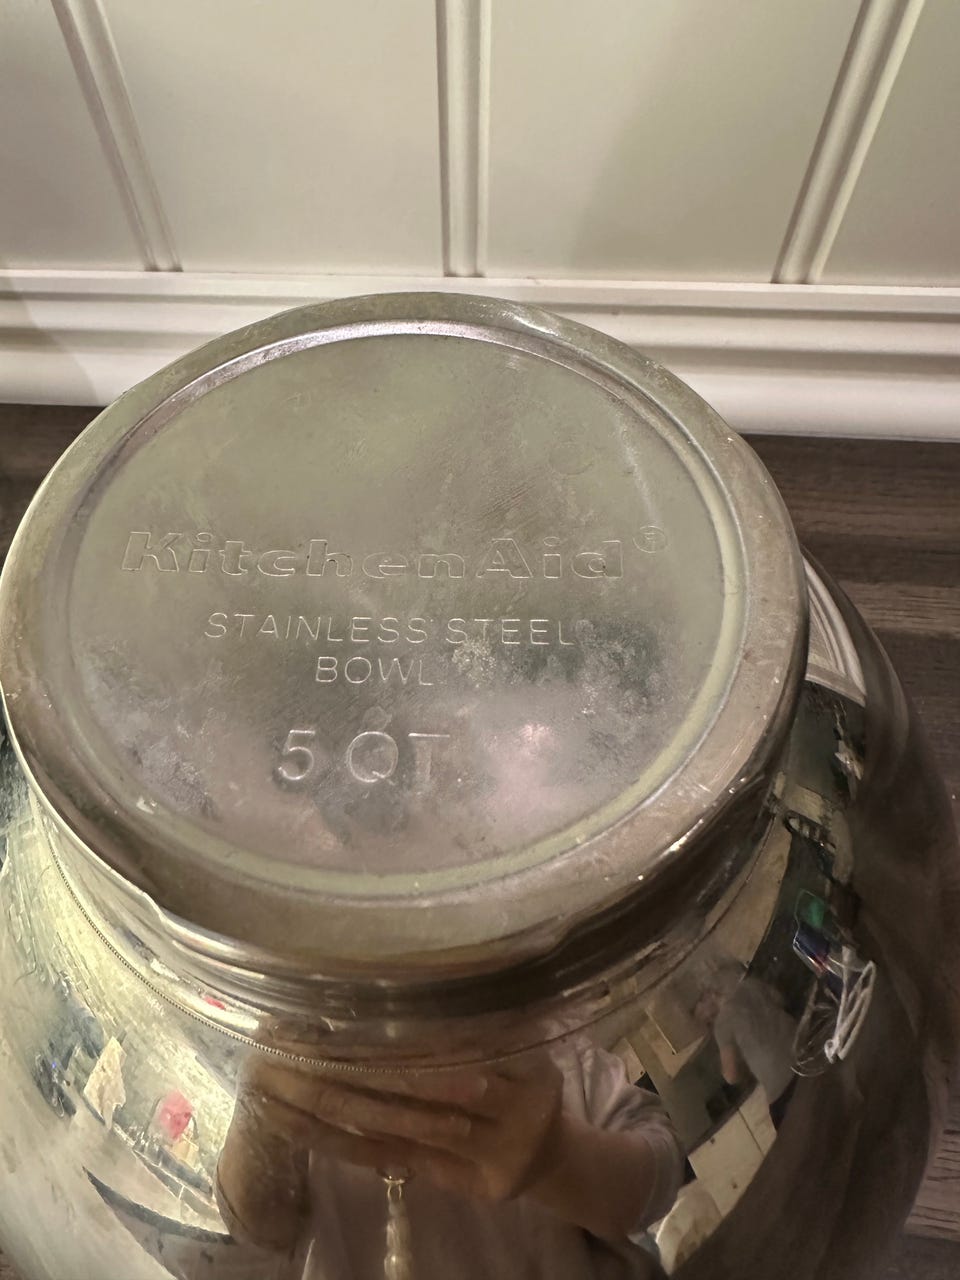 KitchenAid®
STAINLESS STEEL
BOWL
5 QT